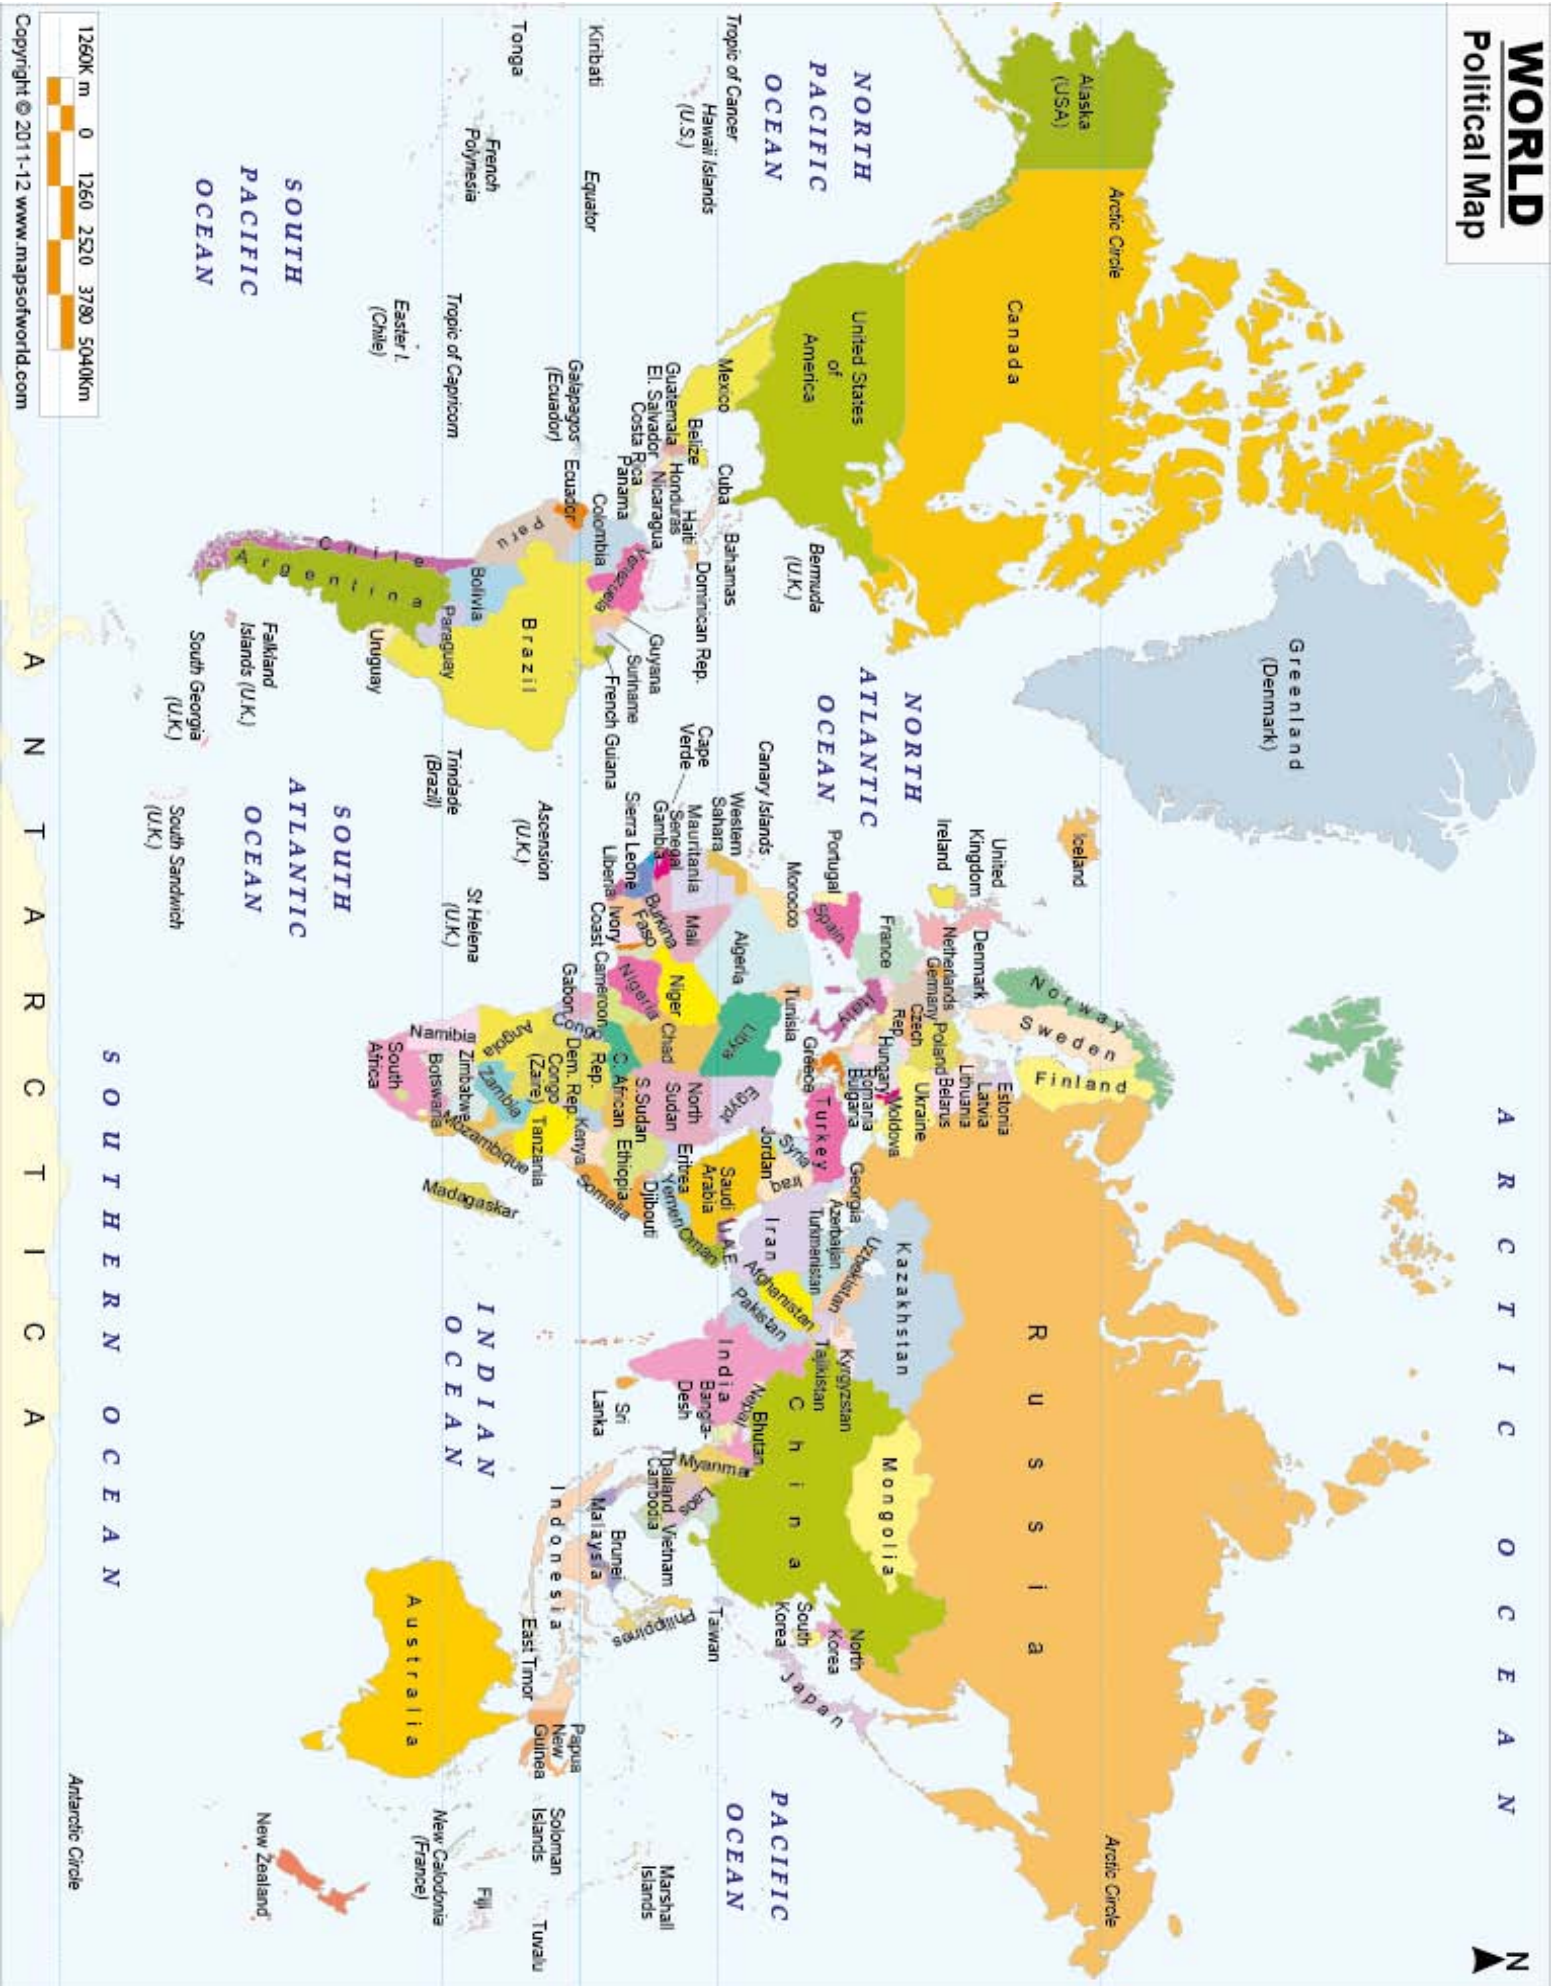 WORLD
Political Map
N
ARCTIC OCEAN
Alaska
(USA)
Arctic Circle
Canada
Greenland
(Denmark)
Iceland
Norway
Sweden
Finland
Russia
Arctic Circle
NORTH
PACIFIC
OCEAN
United States
of
America
Bermuda
(U.K.)
NORTH
ATLANTIC
OCEAN
United
Kingdom
Ireland
Denmark
Netherlands
Germany
Poland
Czech
Rep
Estonia
Latvia
Lithuania
Belarus
Ukraine
Moldova
Romania
Bulgaria
Hungary
France
Spain
Portugal
Italy
Greece
Turkey
Georgia
Azerbaijan
Turkmenistan
Uzbekistan
Kazakhstan
Kyrgyzstan
Tajikistan
Mongolia
China
North
Korea
South
Korea
Japan
PACIFIC
OCEAN
Tropic of Cancer
Hawaii Islands
(U.S.)
Mexico
Cuba
Bahamas
Belize
Haiti
Dominican Rep.
Guatemala
Honduras
El. Salvador
Nicaragua
Costa Rica
Panama
Canary Islands
Morocco
Tunisia
Algeria
Libya
Egypt
Western
Sahara
Cape
Verde
Mauritania
Mali
Niger
Chad
North
Sudan
S.Sudan
Eritrea
Djibouti
Ethiopia
Somalia
Senegal
Gambia
Sierra Leone
Liberia
Burkina
Faso
Ivory
Coast
Nigeria
Cameroon
C. African
Rep.
Syria
Jordan
Iraq
Iran
Saudi
Arabia
U.A.E.
Oman
Yemen
Afghanistan
Pakistan
India
Nepal
Bhutan
Bangla-
Desh
Sri
Lanka
Myanmar
Laos
Thailand
Vietnam
Cambodia
Taiwan
Philippines
Brunei
Malaysia
Indonesia
East Timor
Papua
New
Guinea
Marshall
Islands
Soloman
Islands
Tuvalu
Fiji
New Calodonia
(France)
Kiribati
Equator
Tonga
French
Polynesia
Galapagos
(Ecuador)
Ecuador
Colombia
Venezuela
Guyana
Suriname
French Guiana
Peru
Brazil
Bolivia
Paraguay
Chile
Argentina
Uruguay
Tropic of Capricorn
Easter I.
(Chile)
Ascension
(U.K.)
St Helena
(U.K.)
Trindade
(Brazil)
Gabon
Congo
Dem. Rep.
Congo
(Zaire)
Kenya
Tanzania
Angola
Zambia
Namibia
Zimbabwe
Botswana
Mozambique
Madagaskar
South
Africa
INDIAN
OCEAN
Australia
New Zealand
SOUTH
PACIFIC
OCEAN
SOUTH
ATLANTIC
OCEAN
Falkland
Islands (U.K.)
South Georgia
(U.K.)
South Sandwich
(U.K.)
SOUTHERN OCEAN
Antarctic Circle
ANTARCTICA
1260K m 0 1260 2520 3780 5040Km
Copyright © 2011-12 www.mapsofworld.com